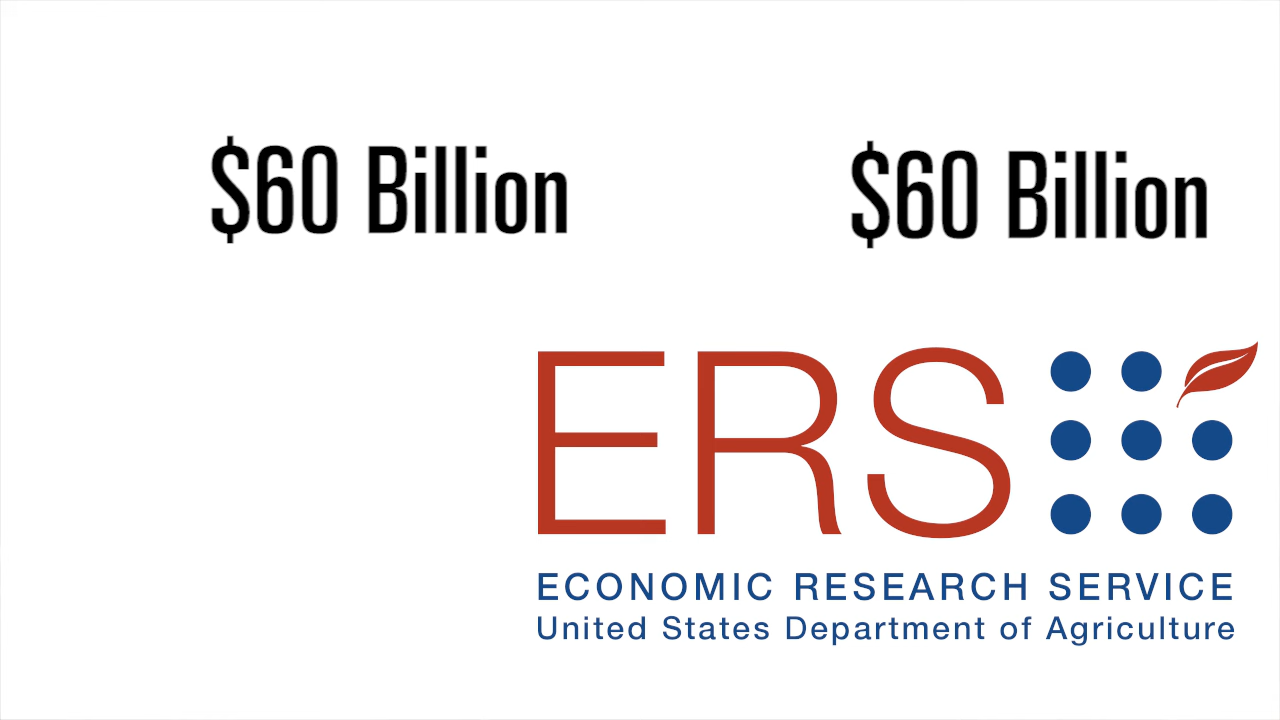 $60 Billion
$60 Billion
ERS
ECONOMIC RESEARCH SERVICE
United States Department of Agriculture